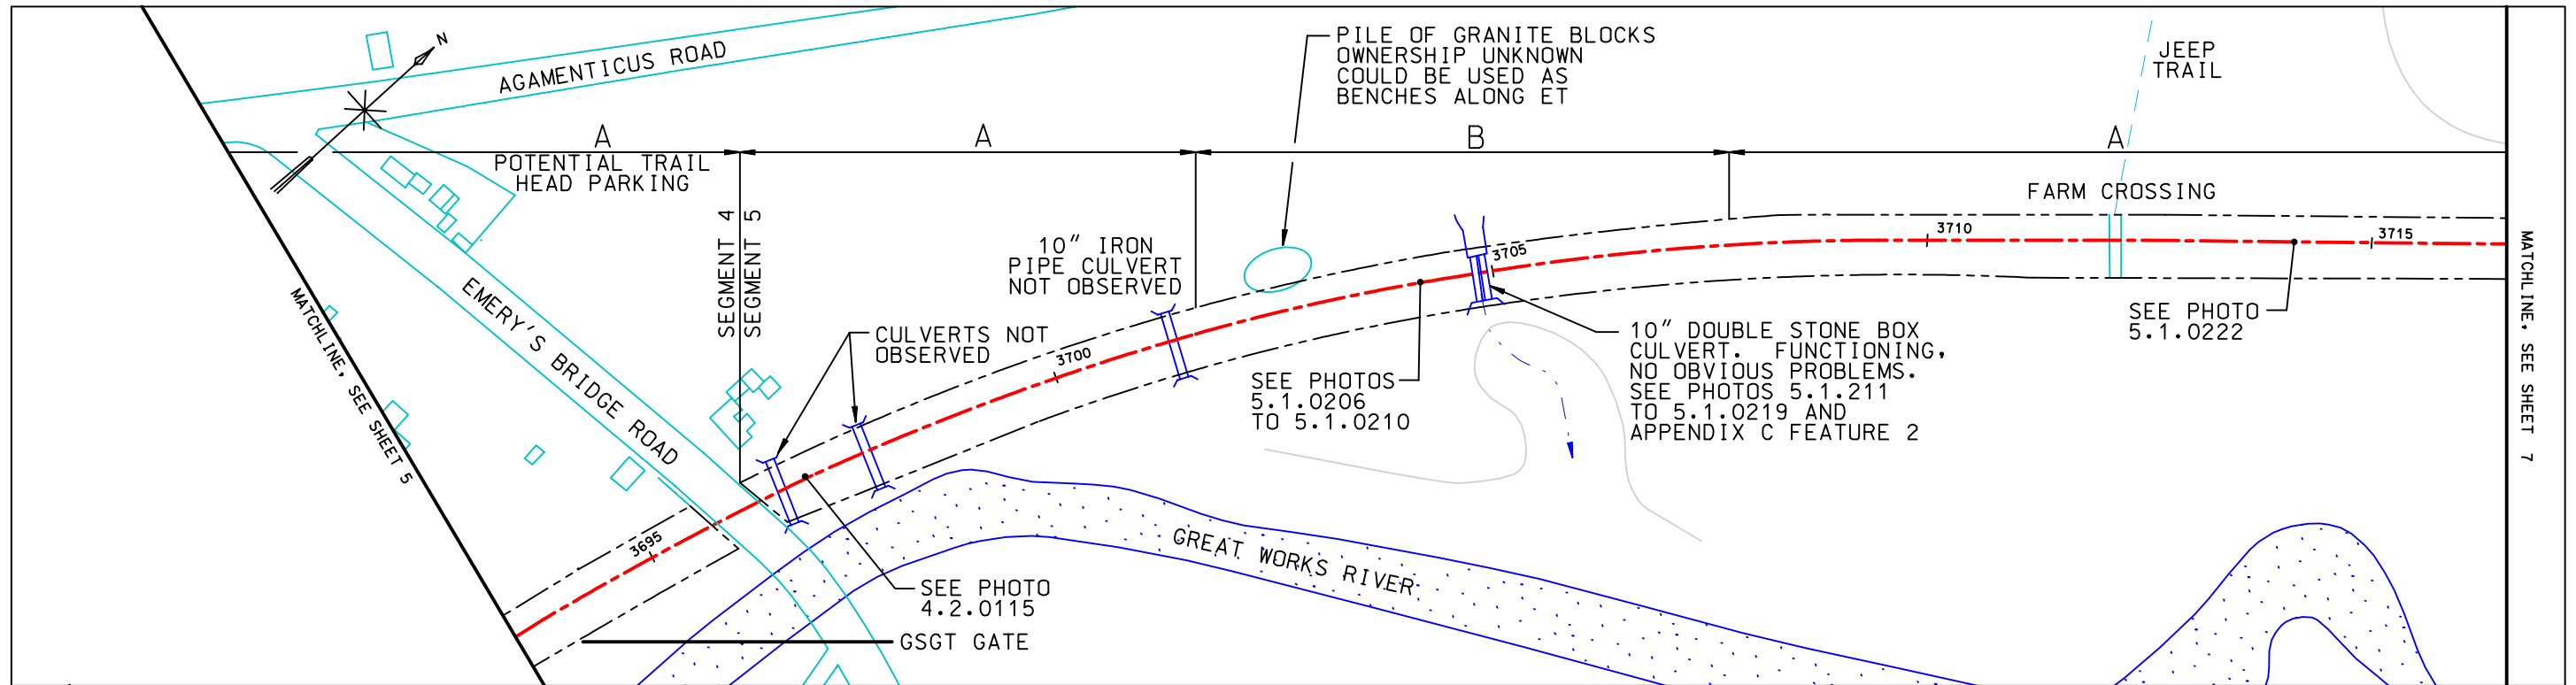 AGAMENTICUS ROAD
N
PILE OF GRANITE BLOCKS
OWNERSHIP UNKNOWN
COULD BE USED AS
BENCHES ALONG ET
JEEP
TRAIL
A
A
B
A
POTENTIAL TRAIL
HEAD PARKING
FARM CROSSING
SEGMENT 4
SEGMENT 5
10" IRON
PIPE CULVERT
NOT OBSERVED
3705
3710
3715
MATCHLINE, SEE SHEET 5
EMERY'S BRIDGE ROAD
CULVERTS NOT
OBSERVED
3700
SEE PHOTOS
5.1.0206
TO 5.1.0210
10" DOUBLE STONE BOX
CULVERT. FUNCTIONING,
NO OBVIOUS PROBLEMS.
SEE PHOTOS 5.1.211
TO 5.1.0219 AND
APPENDIX C FEATURE 2
SEE PHOTO
5.1.0222
MATCHLINE, SEE SHEET 7
3695
GREAT WORKS RIVER
SEE PHOTO
4.2.0115
GSGT GATE